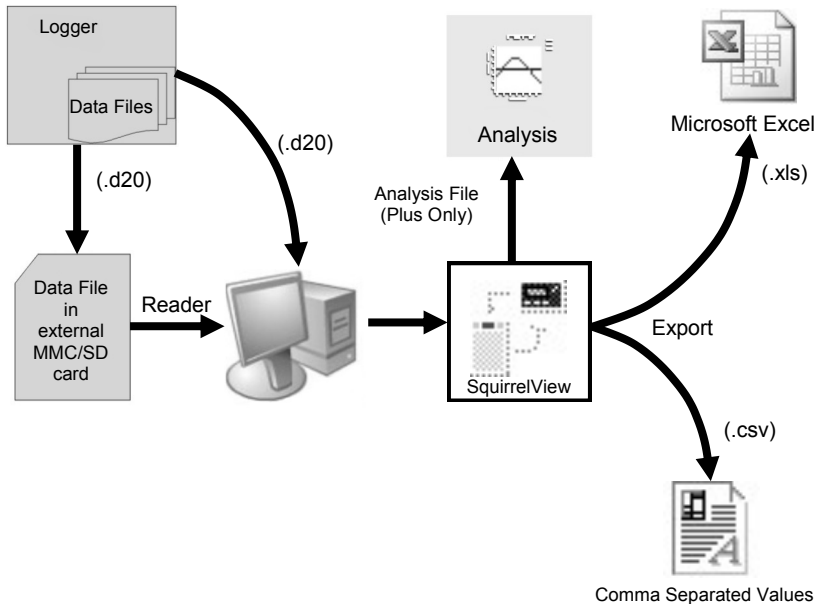 Logger
Data Files
(.d20)
(.d20)
Data File
in
external
MMC/SD
card
Reader
Analysis
Analysis File
(Plus Only)
SquirrelView
Microsoft Excel
(.xls)
Export
(.csv)
Comma Separated Values